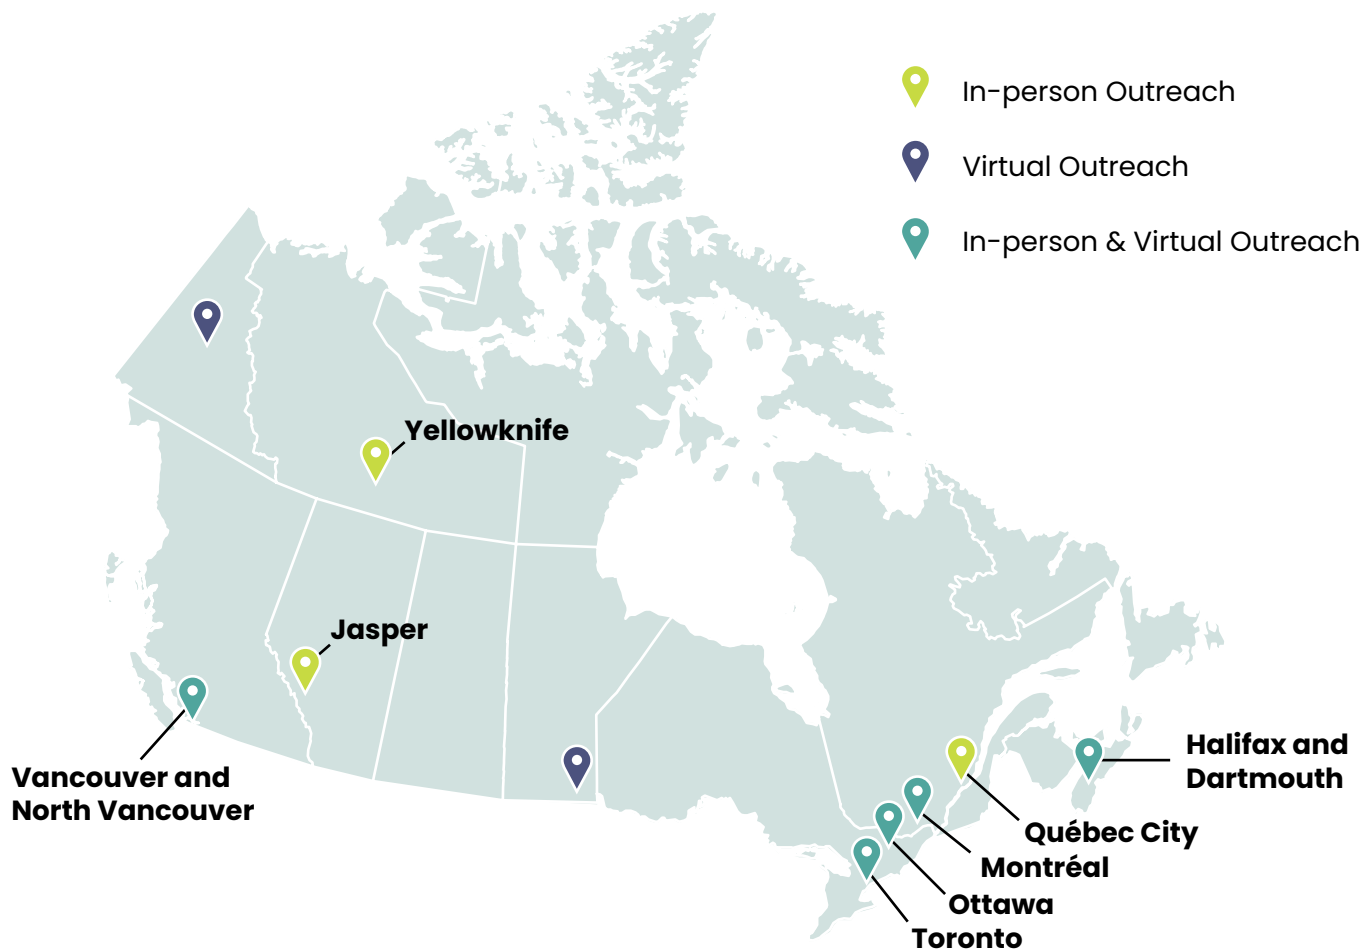 In-person Outreach
Virtual Outreach
In-person & Virtual Outreach
Yellowknife
Jasper
Vancouver and
North Vancouver
Halifax and
Dartmouth
Québec City
Montréal
Ottawa
Toronto